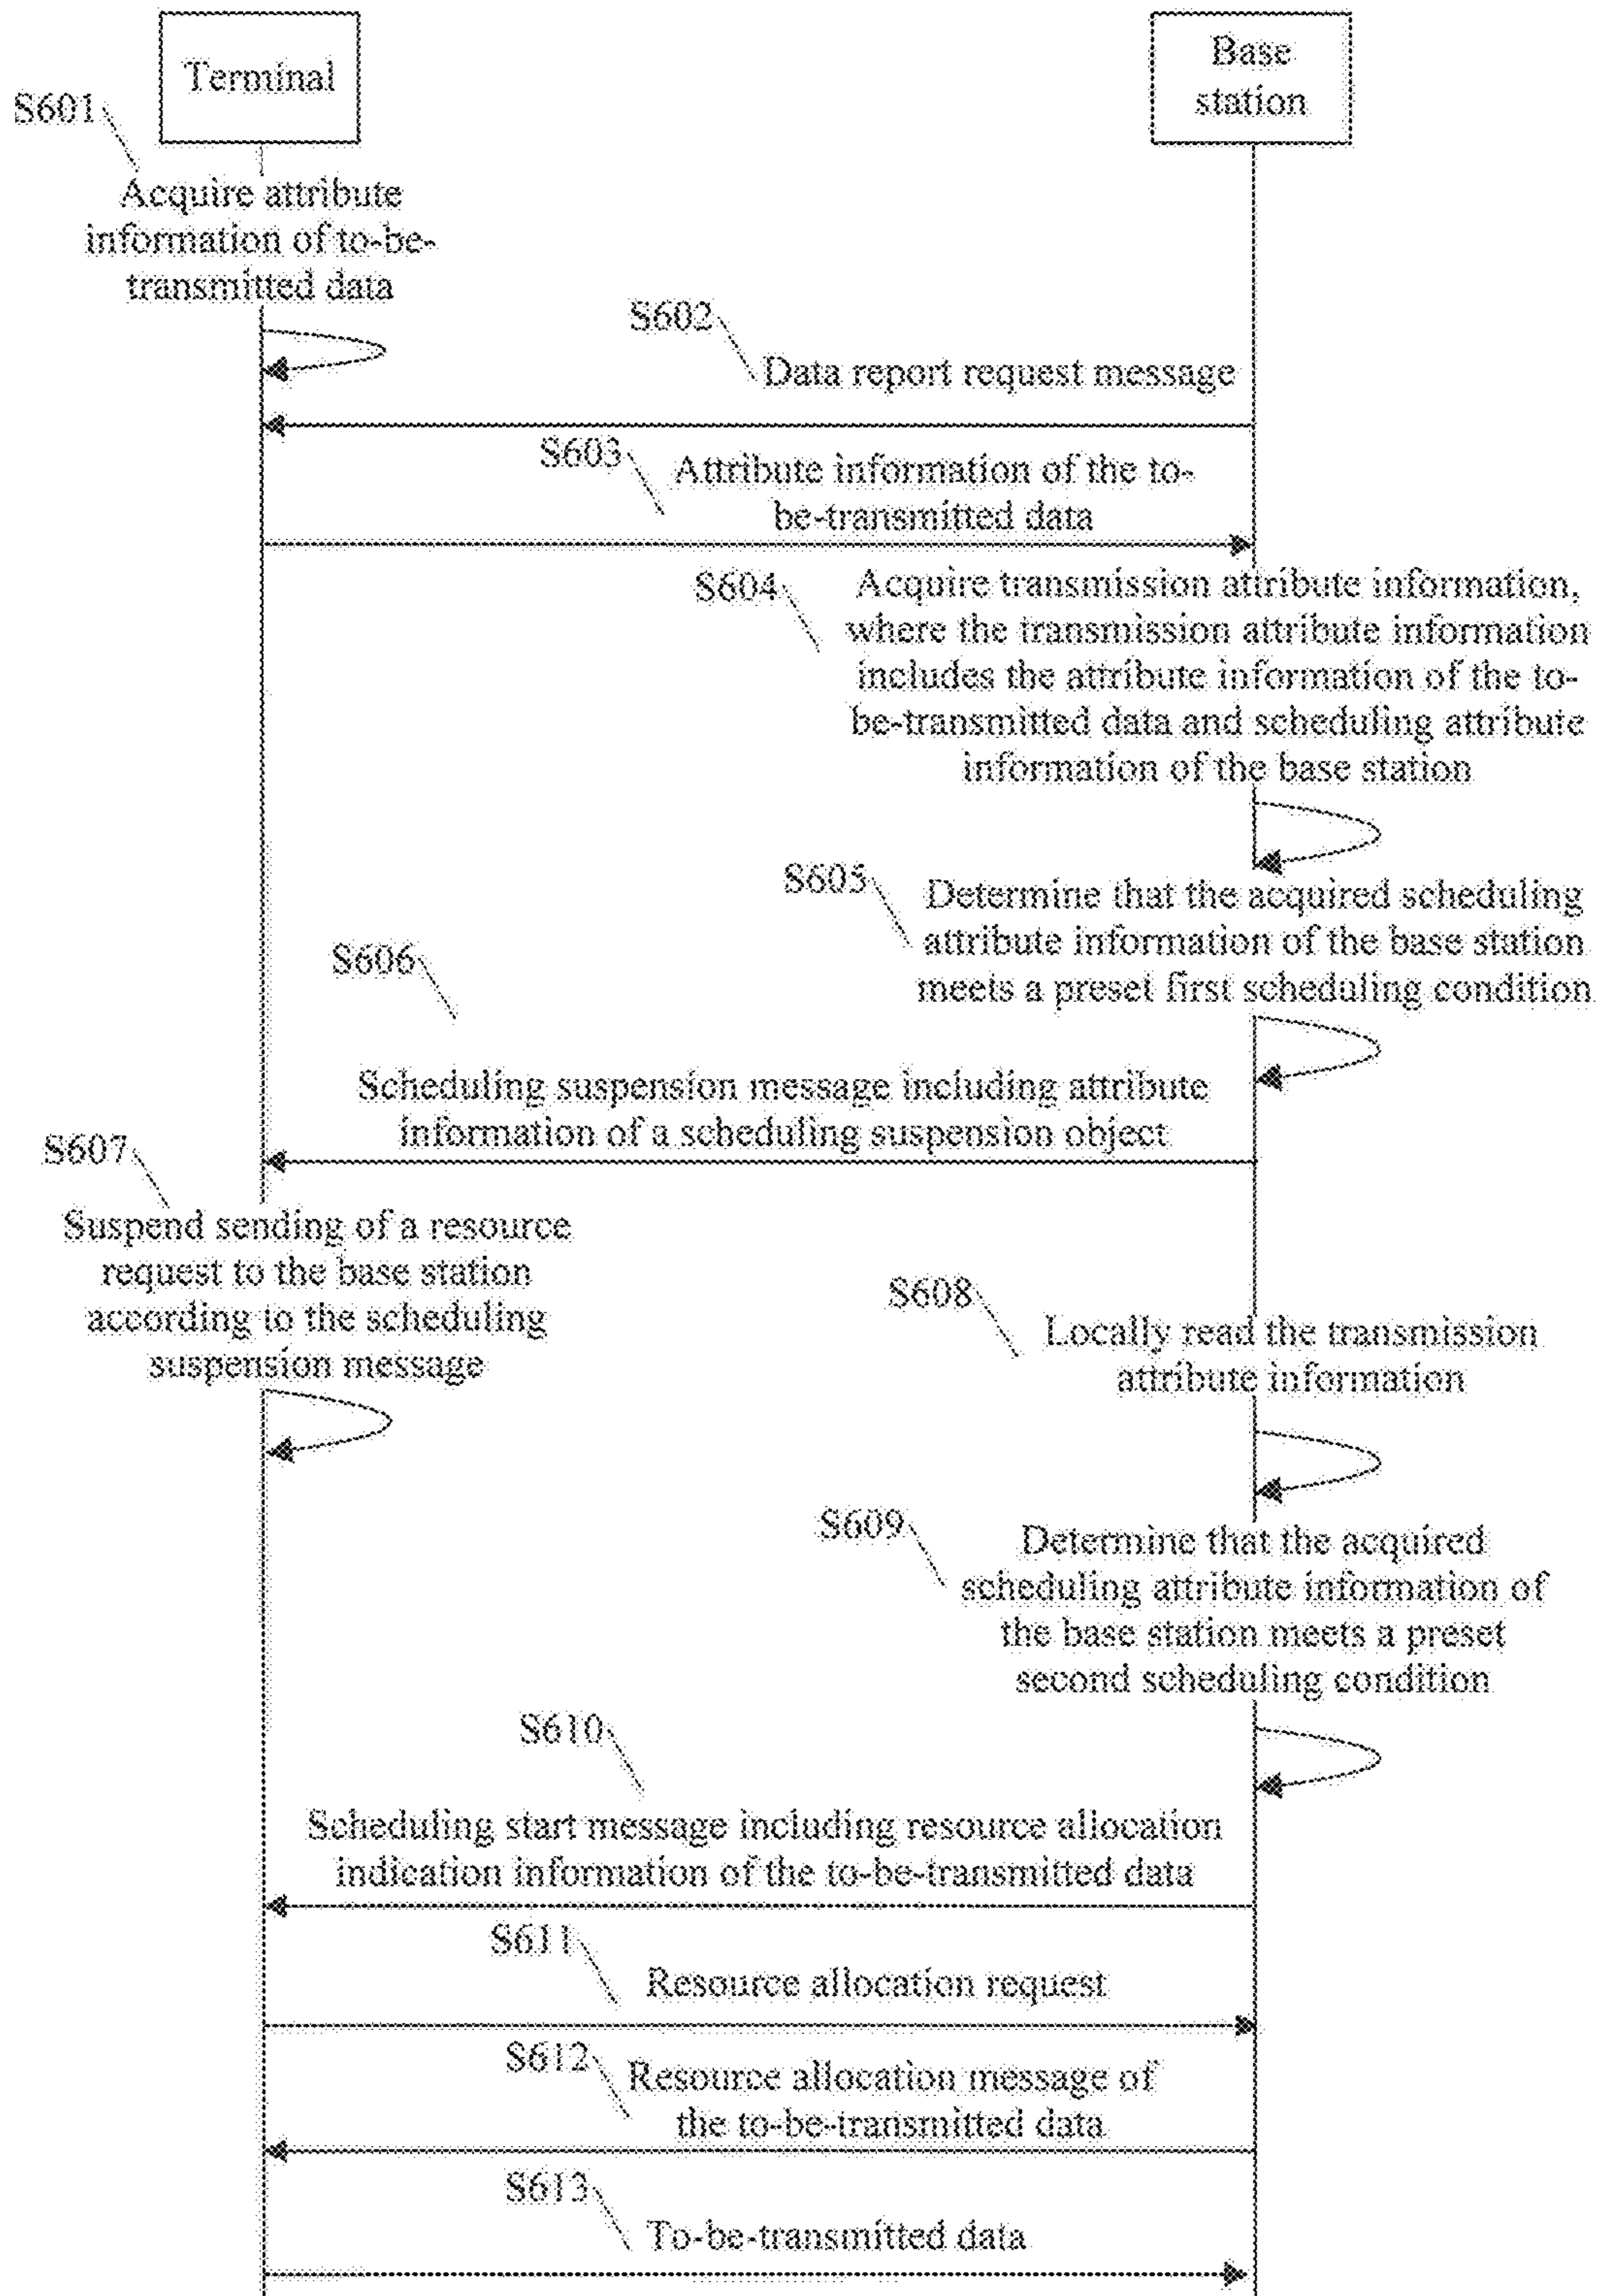 Terminal
Base
station
S601
Acquire attribute
information of to-be-
transmitted data
S602
Data report request message
S603
Attribute information of the to-
be-transmitted data
S604
Acquire transmission attribute information,
where the transmission attribute information
includes the attribute information of the to-
be-transmitted data and scheduling attribute
information of the base station
S605
Determine that the acquired scheduling
attribute information of the base station
meets a preset first scheduling condition
S606
Scheduling suspension message including attribute
information of a scheduling suspension object
S607
Suspend sending of a resource
request to the base station
according to the scheduling
suspension message
S608
Locally read the transmission
attribute information
S609
Determine that the acquired
scheduling attribute information of
the base station meets a preset
second scheduling condition
S610
Scheduling start message including resource allocation
indication information of the to-be-transmitted data
S611
Resource allocation request
S612
Resource allocation message of
the to-be-transmitted data
S613
To-be-transmitted data